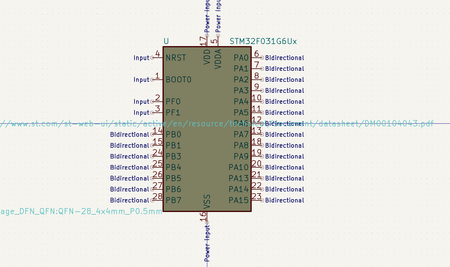 Power Input Power Input
17 5
U STM32F031G6Ux
VDD VDDA
Input 4 NRST PA0 6 Bidirectional
PA1 7 Bidirectional
Input 1 BOOT0 PA2 8 Bidirectional
PA3 9 Bidirectional
Input 2 PF0 PA4 10 Bidirectional
Input 3 PF1 PA5 11 Bidirectional
//www.st.com/st-web-ui/static/active/en/resource/ PA6 12 Bidirectional /datasheet/DM00104043.pdf
Bidirectional 14 PB0 PA7 13 Bidirectional
Bidirectional 15 PB1 PA8 18 Bidirectional
Bidirectional 24 PB3 PA9 19 Bidirectional
Bidirectional 25 PB4 PA10 20 Bidirectional
Bidirectional 26 PB5 PA13 21 Bidirectional
Bidirectional 27 PB6 PA14 22 Bidirectional
Bidirectional 28 PB7 PA15 23 Bidirectional
VSS
age_DFN_QFN:QFN-28_4x4mm_P0.5mm
16
Power Input